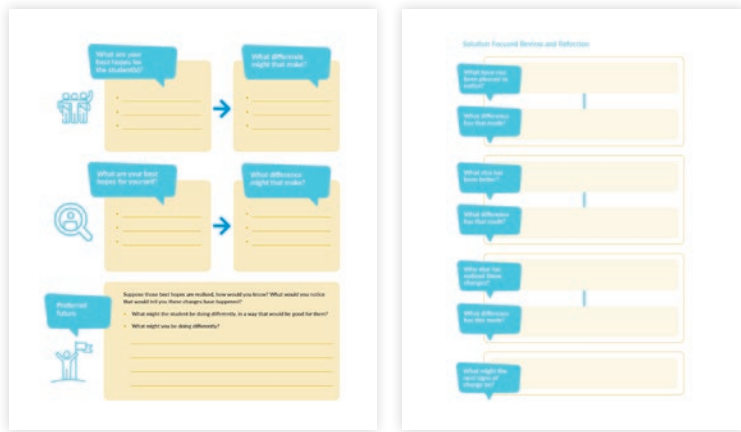 What are your
best hopes for
the student(s)?
What difference
might that make?
What are your best
hopes for yourself?
What difference
might that make?
Preferred
future
Suppose those best hopes are realised, how would you know? What would you notice
that would tell you these changes have happened?
• What might the student be doing differently, in a way that would be good for them?
• What might you be doing differently?
Solution Focused Review and Reflection
What have you
been pleased to
notice?
What difference
has that made?
What else has
been better?
What difference
has that made?
Who else has
noticed these
changes?
What difference
has that made?
What might the
next signs of
change be?